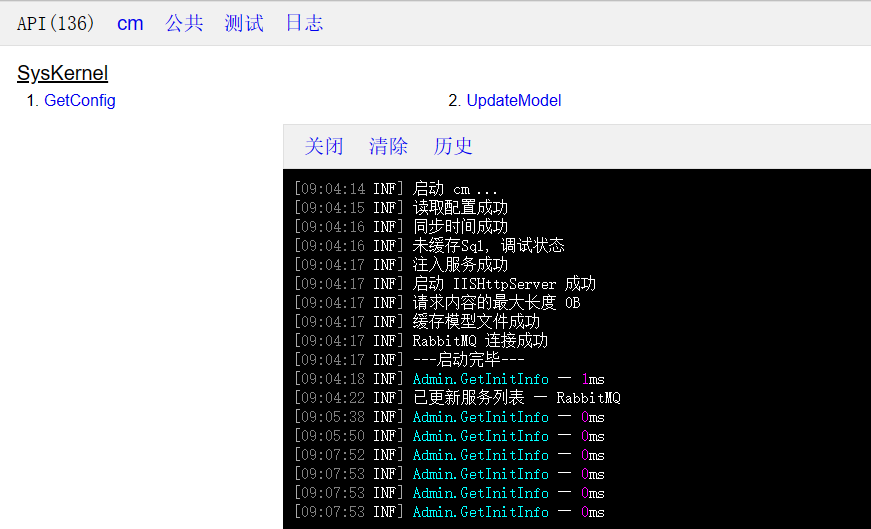 API(136) cm 公共 测试 日志
SysKernel
1. GetConfig 2. UpdateModel
关闭 清除 历史
[09:04:14 INF] 启动 cm ...
[09:04:15 INF] 读取配置成功
[09:04:16 INF] 同步时间成功
[09:04:16 INF] 未缓存Sql, 调试状态
[09:04:17 INF] 注入服务成功
[09:04:17 INF] 启动 IISHttpServer 成功
[09:04:17 INF] 请求内容的最大长度 0B
[09:04:17 INF] 缓存模型文件成功
[09:04:17 INF] RabbitMQ 连接成功
[09:04:17 INF] ---启动完毕---
[09:04:18 INF] Admin.GetInitInfo — 1ms
[09:04:22 INF] 已更新服务列表 — RabbitMQ
[09:05:38 INF] Admin.GetInitInfo — 0ms
[09:05:50 INF] Admin.GetInitInfo — 0ms
[09:07:52 INF] Admin.GetInitInfo — 0ms
[09:07:53 INF] Admin.GetInitInfo — 0ms
[09:07:53 INF] Admin.GetInitInfo — 0ms
[09:07:53 INF] Admin.GetInitInfo — 0ms